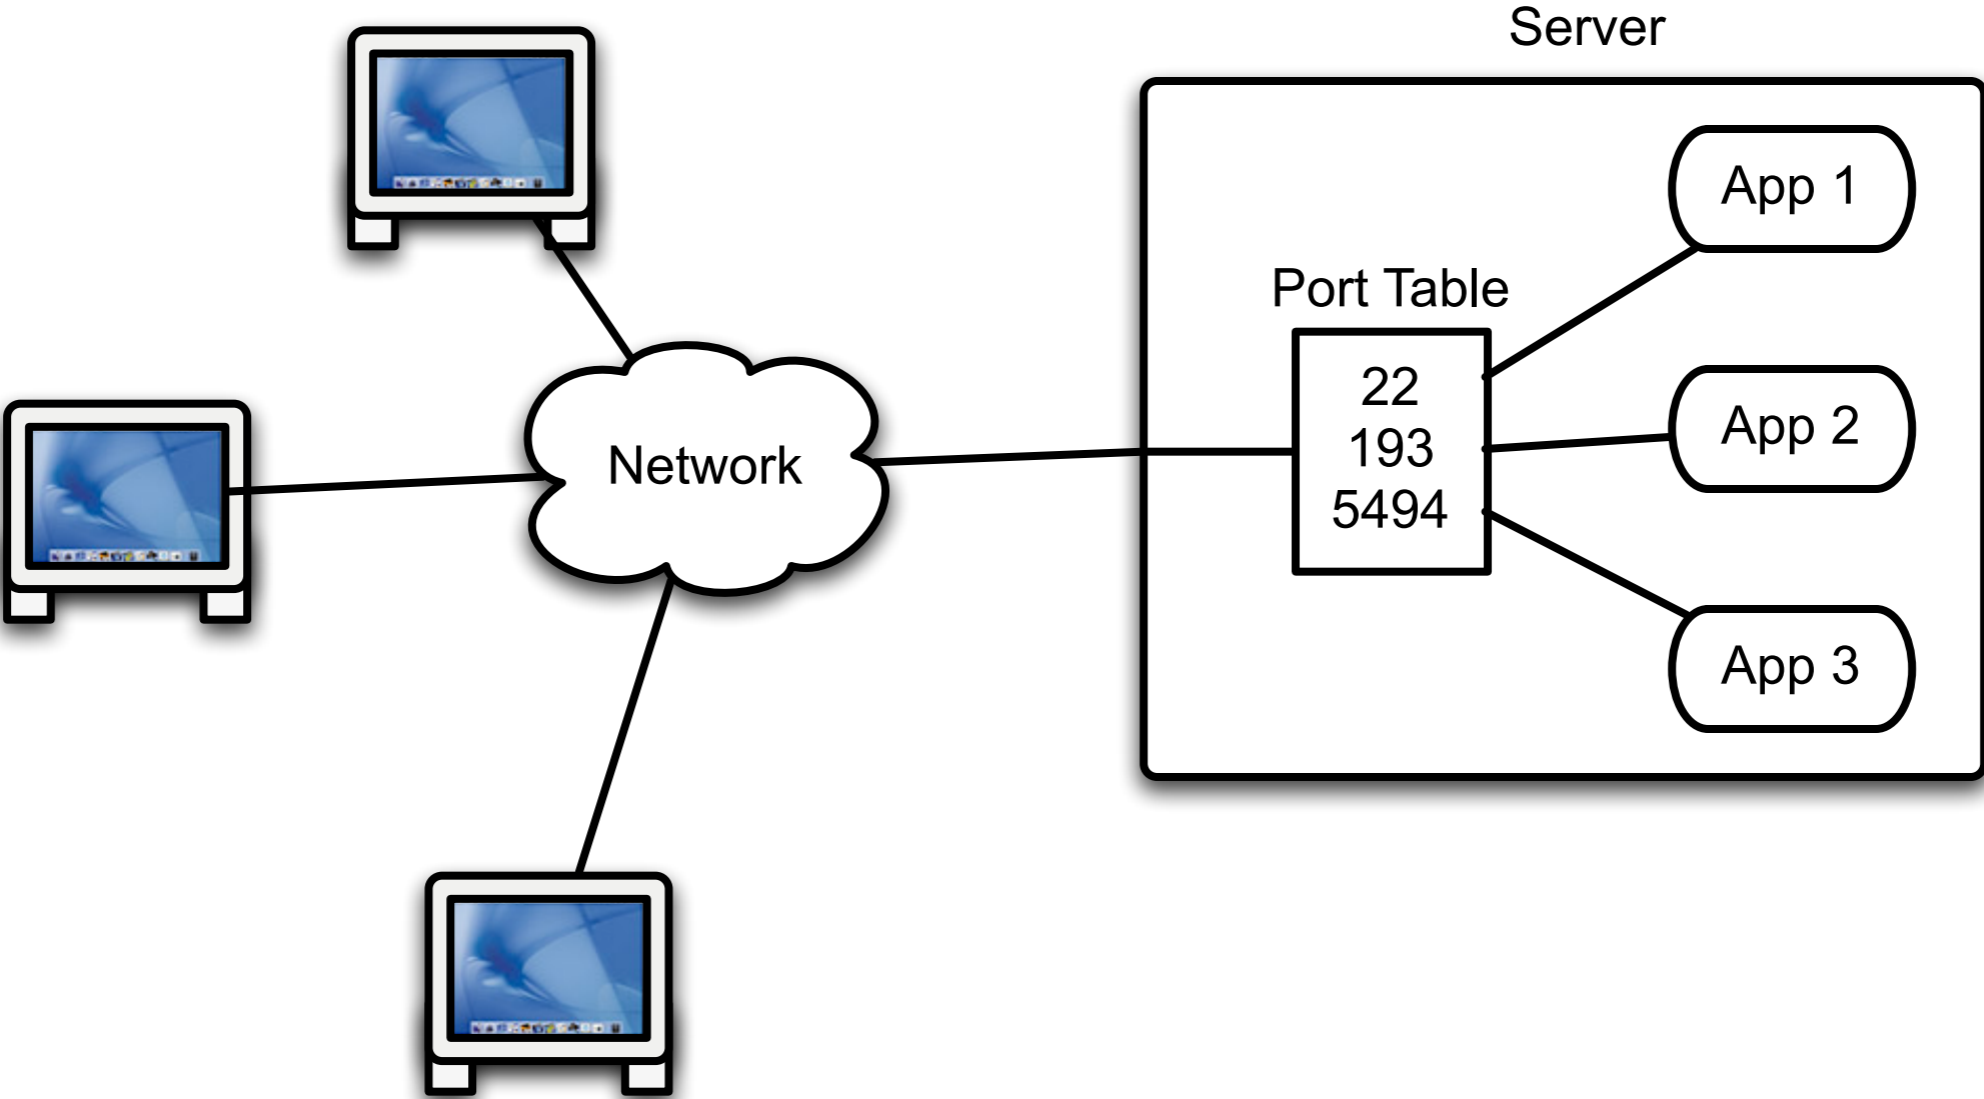 Server
App 1
Port Table
22
193
5494
Network
App 2
App 3